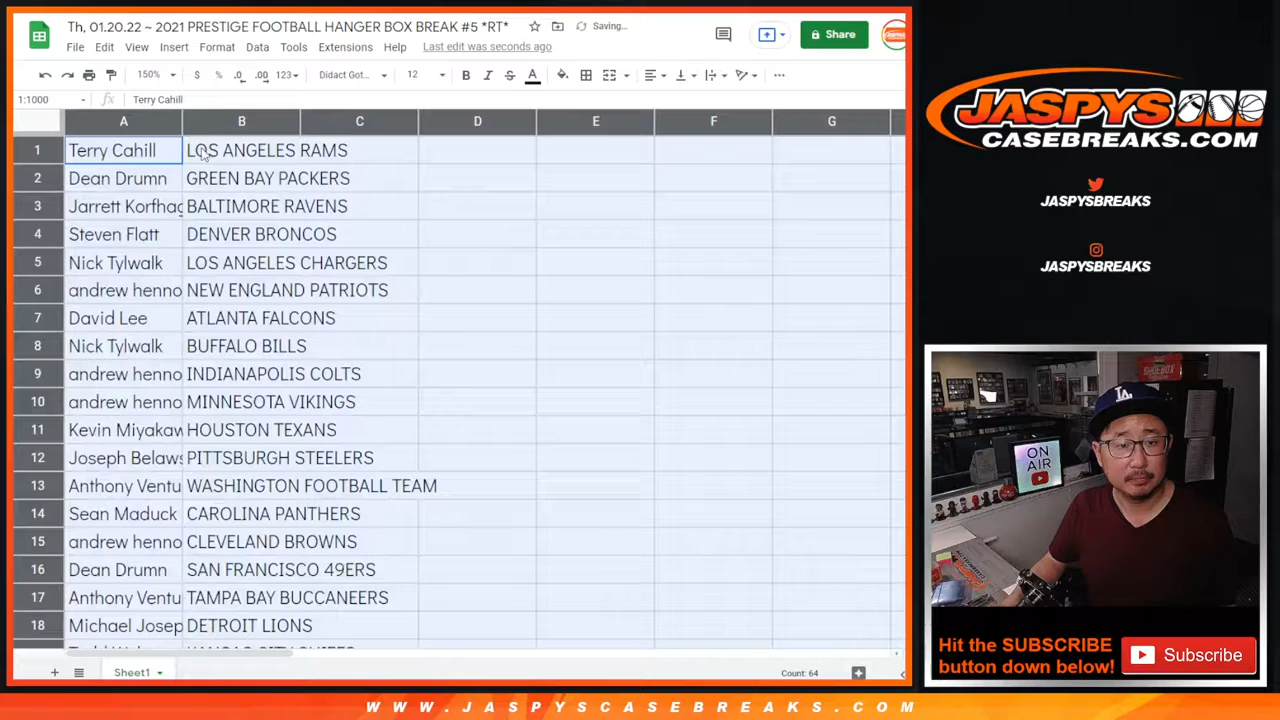 Th, 01.20.22 ~ 2021 PRESTIGE FOOTBALL HANGER BOX BREAK #5 *RT*
Saving...
File Edit View Insert Format Data Tools Extensions Help Last edit was seconds ago
Share
150% $ % .0 .00 123 Didact Got... 12 B I S A
1:1000 fx Terry Cahill
A B C D E F G
1 Terry Cahill LOS ANGELES RAMS
2 Dean Drumn GREEN BAY PACKERS
3 Jarrett Korfhag BALTIMORE RAVENS
4 Steven Flatt DENVER BRONCOS
5 Nick Tylwalk LOS ANGELES CHARGERS
6 andrew henno NEW ENGLAND PATRIOTS
7 David Lee ATLANTA FALCONS
8 Nick Tylwalk BUFFALO BILLS
9 andrew henno INDIANAPOLIS COLTS
10 andrew henno MINNESOTA VIKINGS
11 Kevin Miyakaw HOUSTON TEXANS
12 Joseph Belaws PITTSBURGH STEELERS
13 Anthony Ventu WASHINGTON FOOTBALL TEAM
14 Sean Maduck CAROLINA PANTHERS
15 andrew henno CLEVELAND BROWNS
16 Dean Drumn SAN FRANCISCO 49ERS
17 Anthony Ventu TAMPA BAY BUCCANEERS
18 Michael Josep DETROIT LIONS
Sheet1
Count: 64
JASPYS
CASEBREAKS.COM
JASPYSBREAKS
JASPYSBREAKS
SHOEBOX
LA
ON
AIR
Hit the SUBSCRIBE
button down below!
Subscribe
WWW.JASPYSCASEBREAKS.COM